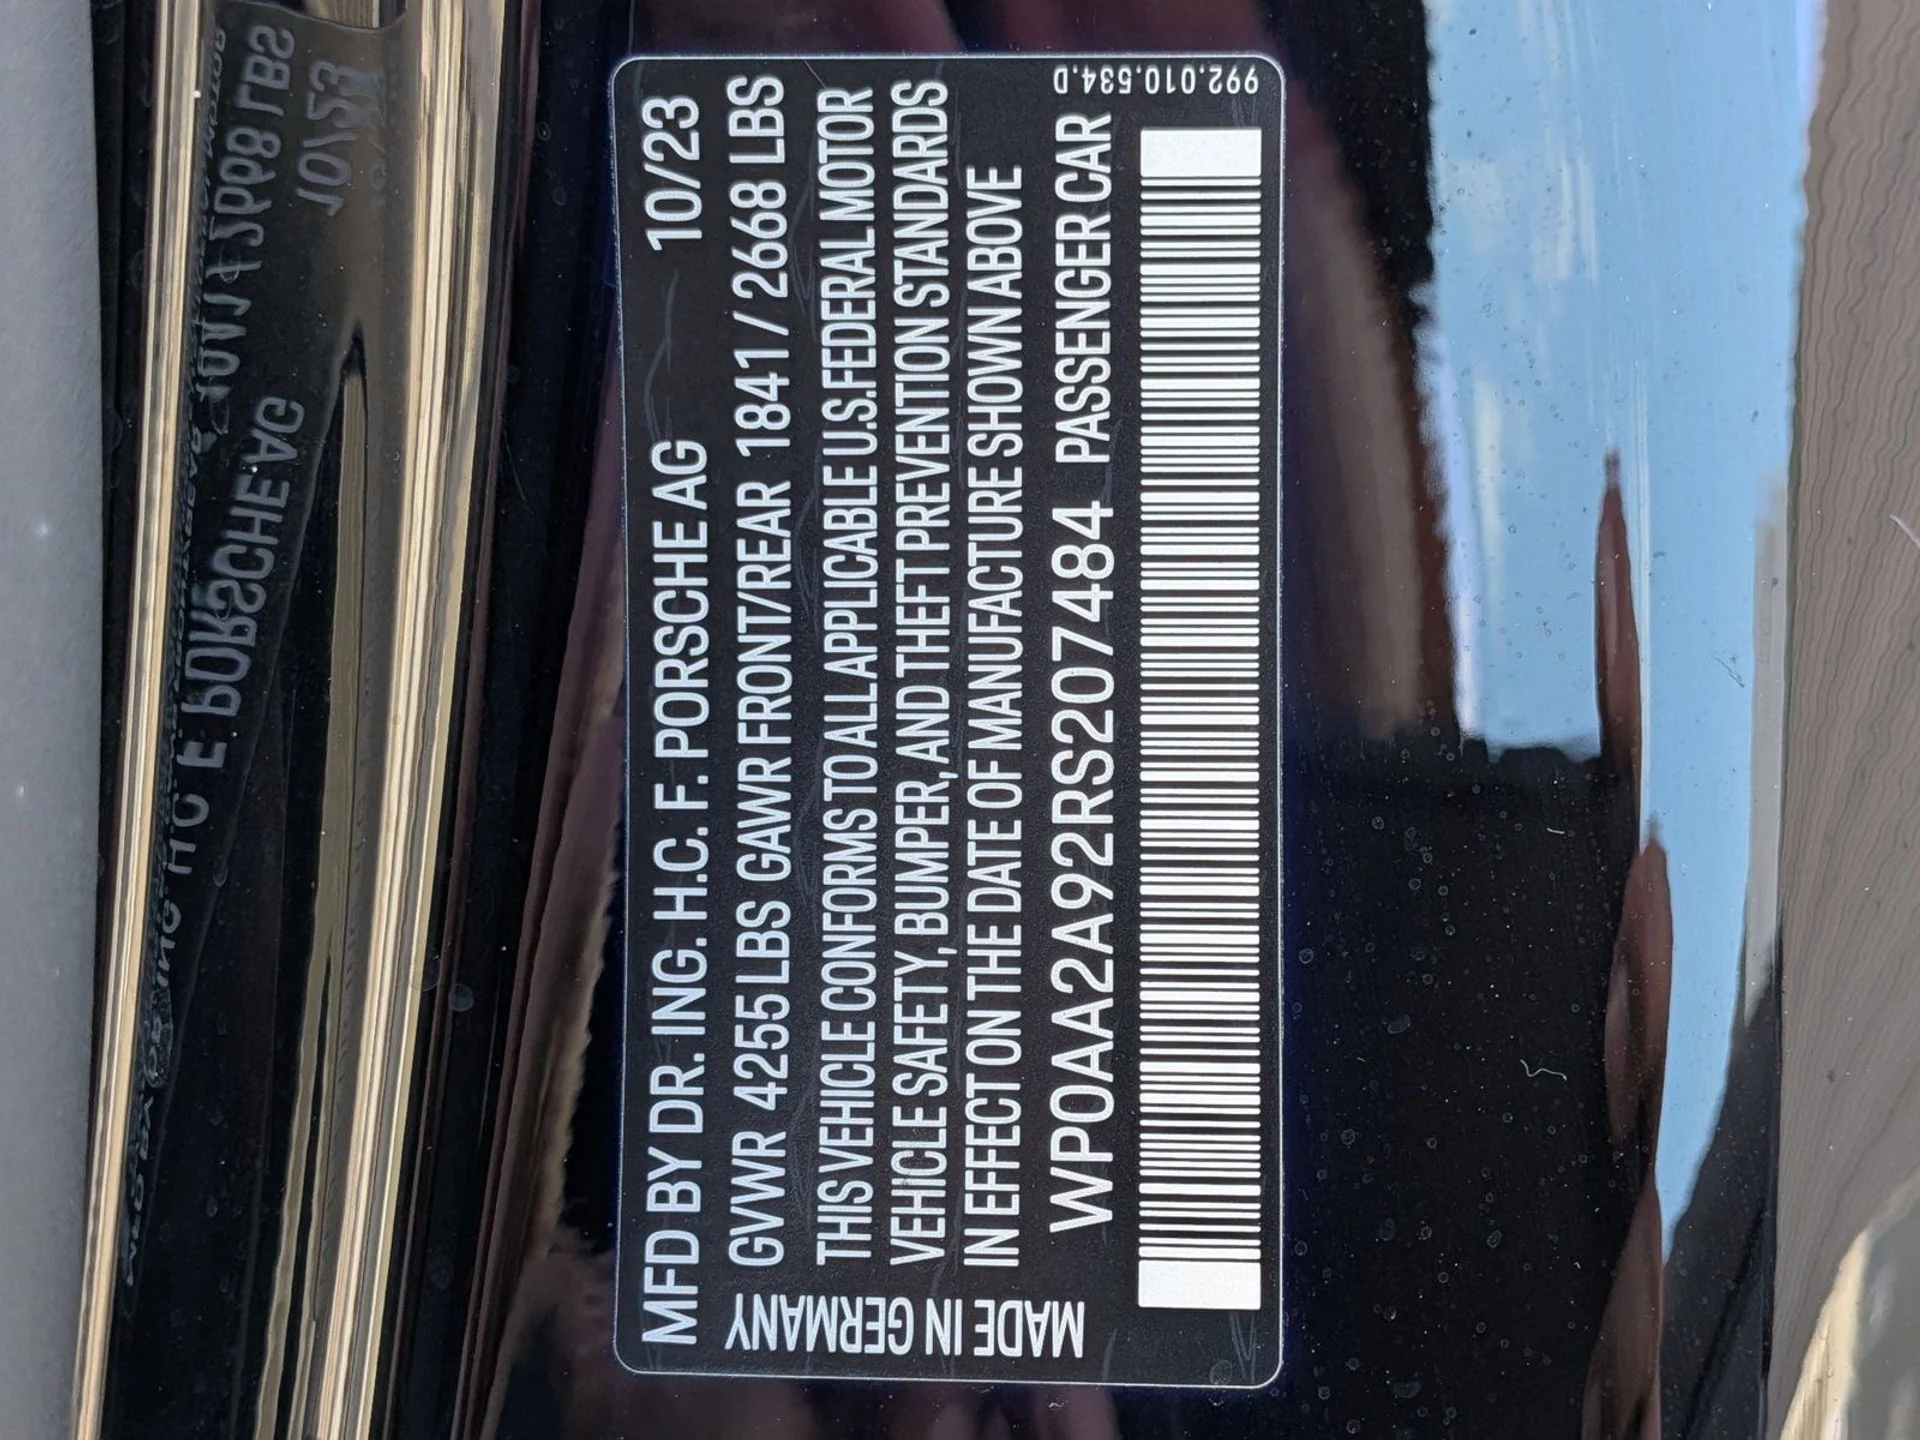 MFD BY DR. ING. H.C. F. PORSCHE AG 10/23
GVWR 4255 LBS GAWR FRONT/REAR 1841 / 2668 LBS
THIS VEHICLE CONFORMS TO ALL APPLICABLE U.S. FEDERAL MOTOR
VEHICLE SAFETY, BUMPER, AND THEFT PREVENTION STANDARDS
IN EFFECT ON THE DATE OF MANUFACTURE SHOWN ABOVE
WP0AA2A92RS207484 PASSENGER CAR
MADE IN GERMANY
992.010.534.D